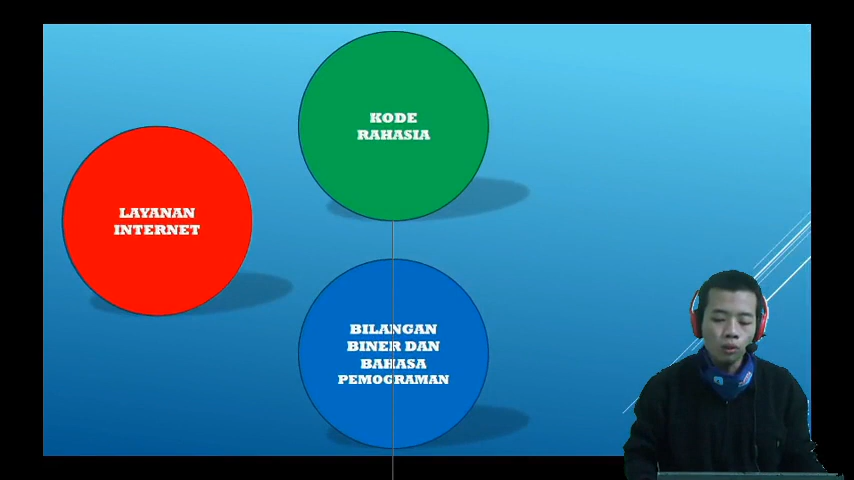 KODE
RAHASIA
LAYANAN
INTERNET
BILANGAN
BINER DAN
BAHASA
PEMOGRAMAN